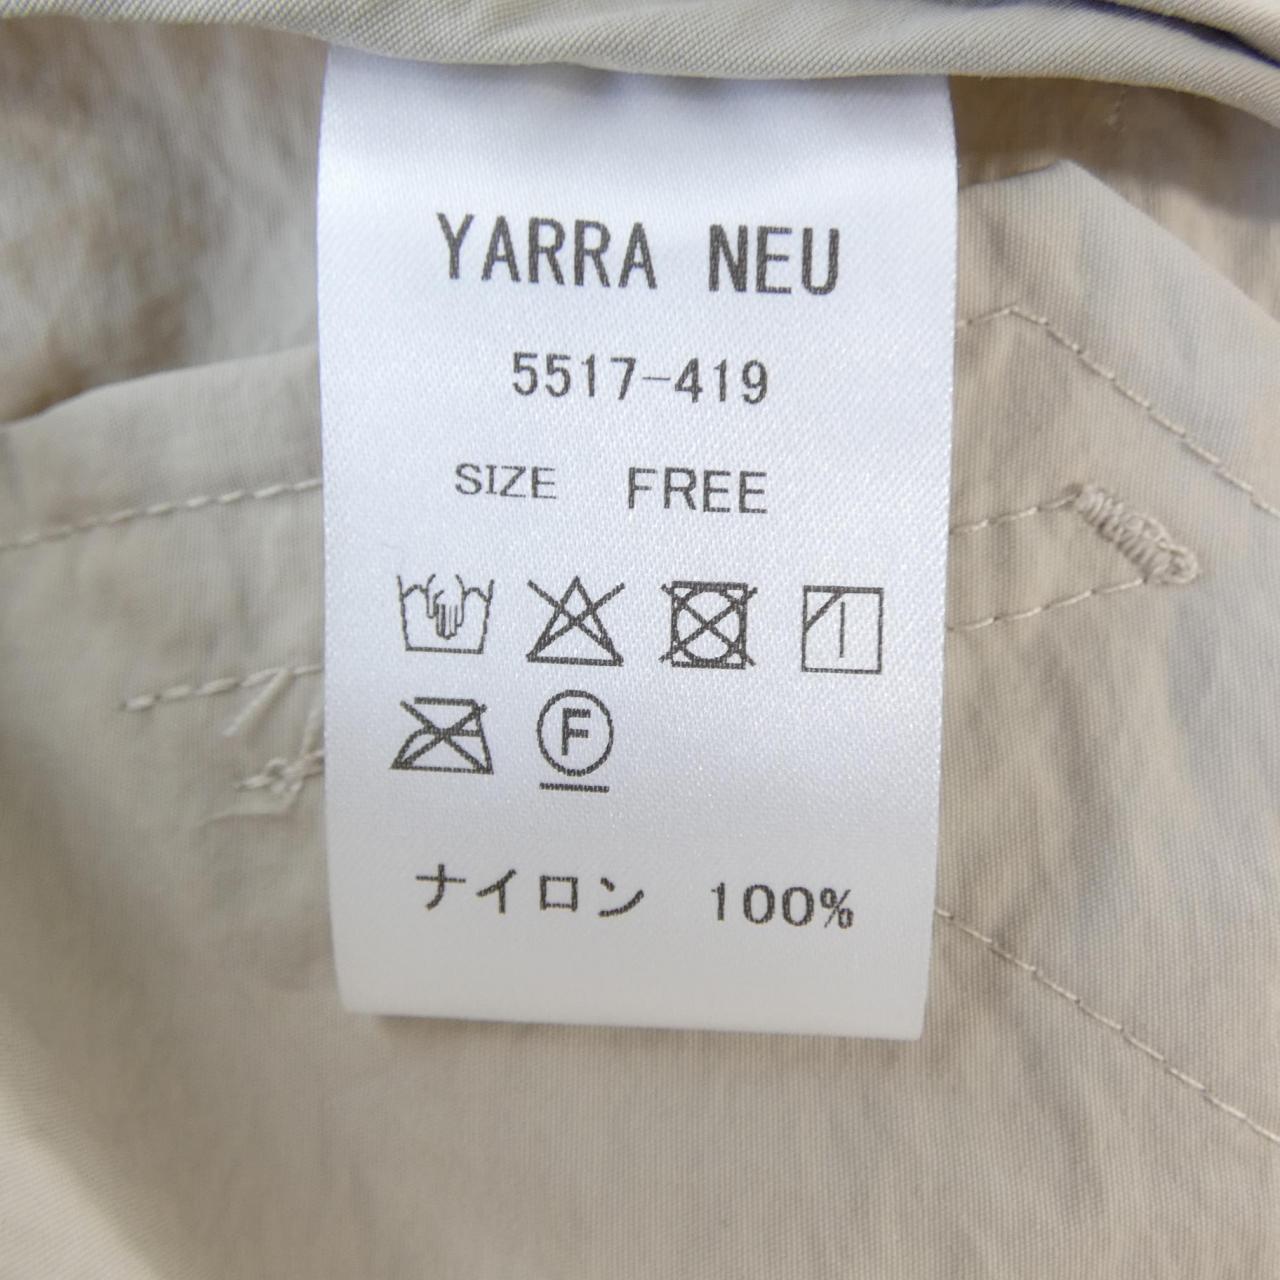 YARRA NEU
5517-419
SIZE FREE
F
ナイロン 100%